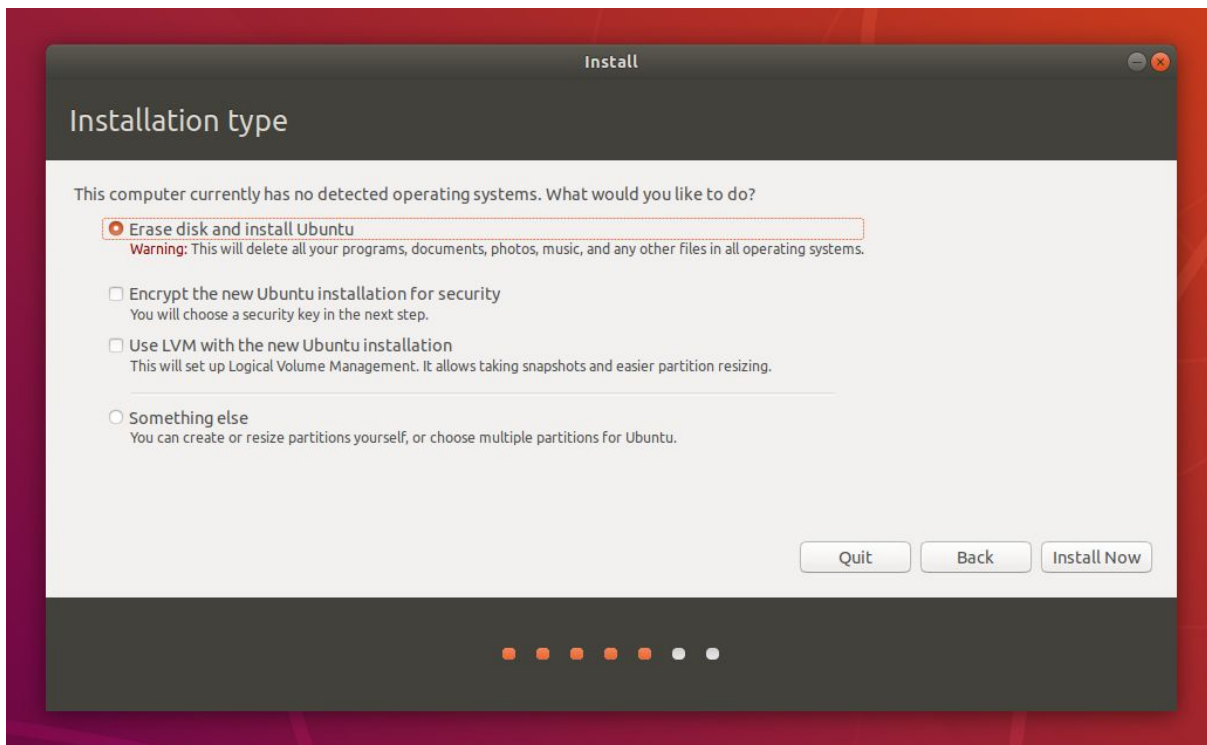 Install
Installation type
This computer currently has no detected operating systems. What would you like to do?
Erase disk and install Ubuntu
Warning: This will delete all your programs, documents, photos, music, and any other files in all operating systems.
Encrypt the new Ubuntu installation for security
You will choose a security key in the next step.
Use LVM with the new Ubuntu installation
This will set up Logical Volume Management. It allows taking snapshots and easier partition resizing.
Something else
You can create or resize partitions yourself, or choose multiple partitions for Ubuntu.
Quit Back Install Now